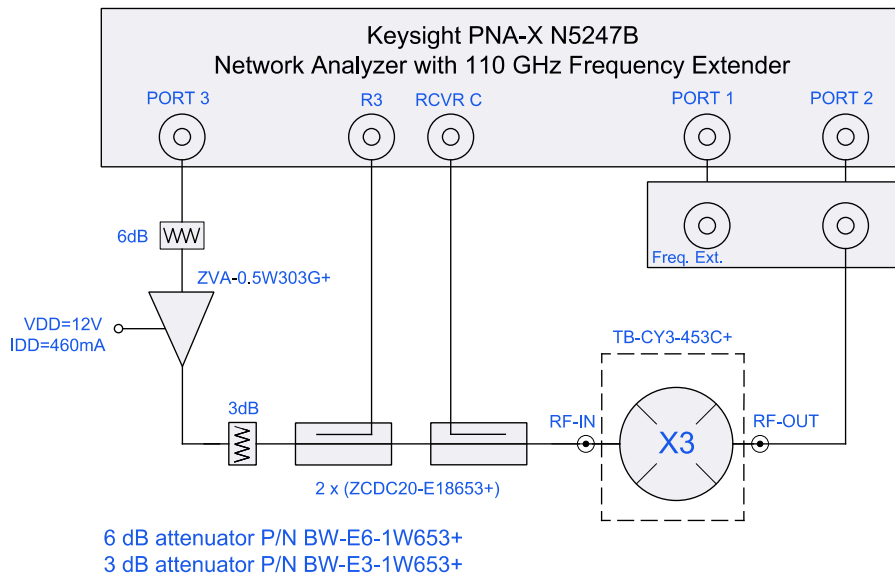 Keysight PNA-X N5247B
Network Analyzer with 110 GHz Frequency Extender
PORT 3
R3
RCVR C
PORT 1
PORT 2
6dB
Freq. Ext.
ZVA-0.5W303G+
VDD=12V
IDD=460mA
TB-CY3-453C+
3dB
RF-IN
X3
RF-OUT
2 x (ZCDC20-E18653+)
6 dB attenuator P/N BW-E6-1W653+
3 dB attenuator P/N BW-E3-1W653+